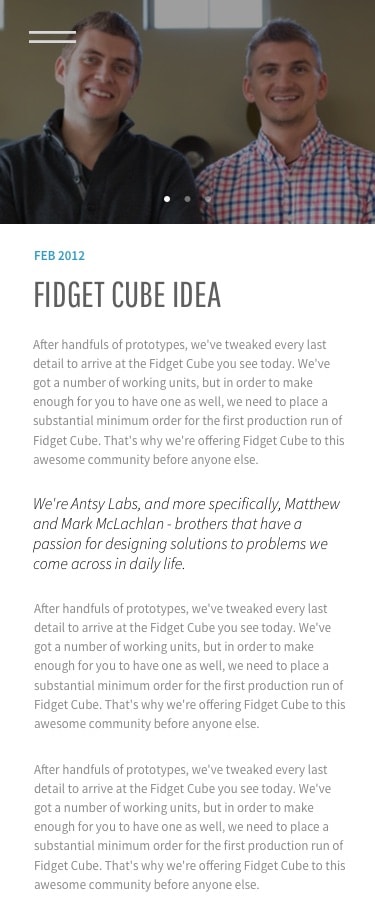 FEB 2012
FIDGET CUBE IDEA
After handfuls of prototypes, we've tweaked every last
detail to arrive at the Fidget Cube you see today. We've
got a number of working units, but in order to make
enough for you to have one as well, we need to place a
substantial minimum order for the first production run of
Fidget Cube. That's why we're offering Fidget Cube to this
awesome community before anyone else.
We're Antsy Labs, and more specifically, Matthew
and Mark McLachlan - brothers that have a
passion for designing solutions to problems we
come across in daily life.
After handfuls of prototypes, we've tweaked every last
detail to arrive at the Fidget Cube you see today. We've
got a number of working units, but in order to make
enough for you to have one as well, we need to place a
substantial minimum order for the first production run of
Fidget Cube. That's why we're offering Fidget Cube to this
awesome community before anyone else.
After handfuls of prototypes, we've tweaked every last
detail to arrive at the Fidget Cube you see today. We've
got a number of working units, but in order to make
enough for you to have one as well, we need to place a
substantial minimum order for the first production run of
Fidget Cube. That's why we're offering Fidget Cube to this
awesome community before anyone else.